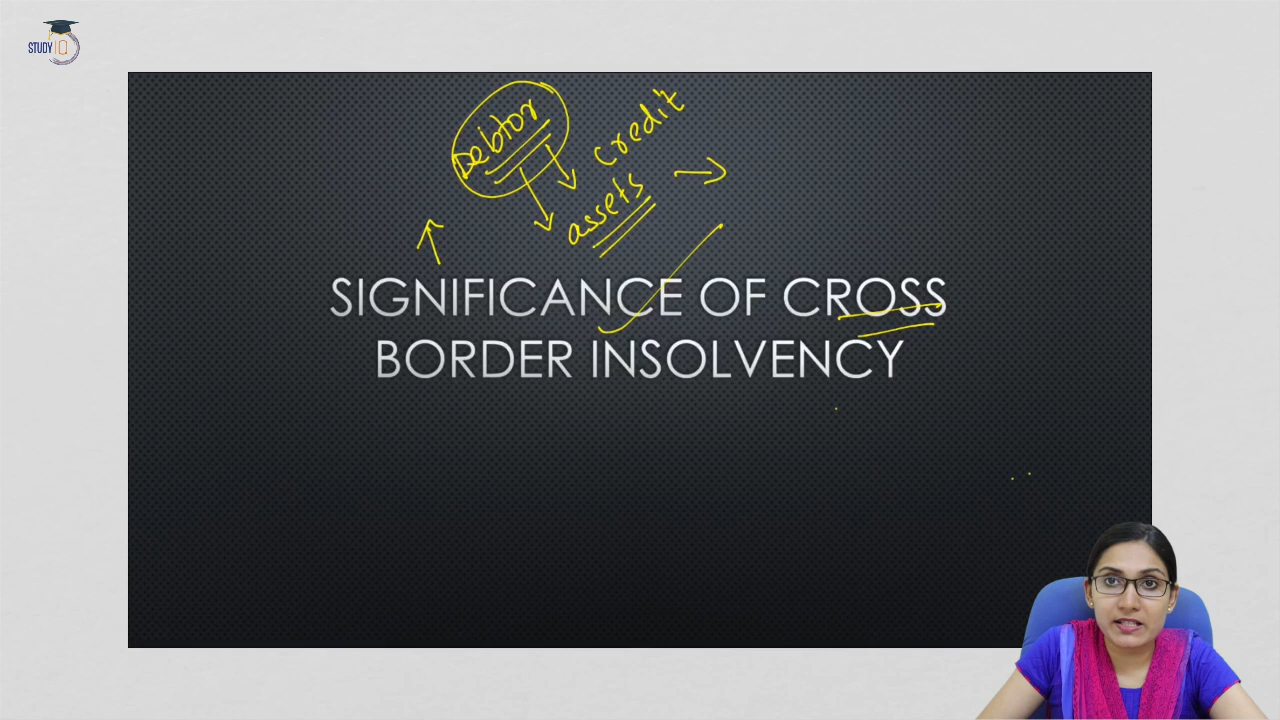 STUDY IQ
Debtor
credit
assets
SIGNIFICANCE OF CROSS
BORDER INSOLVENCY